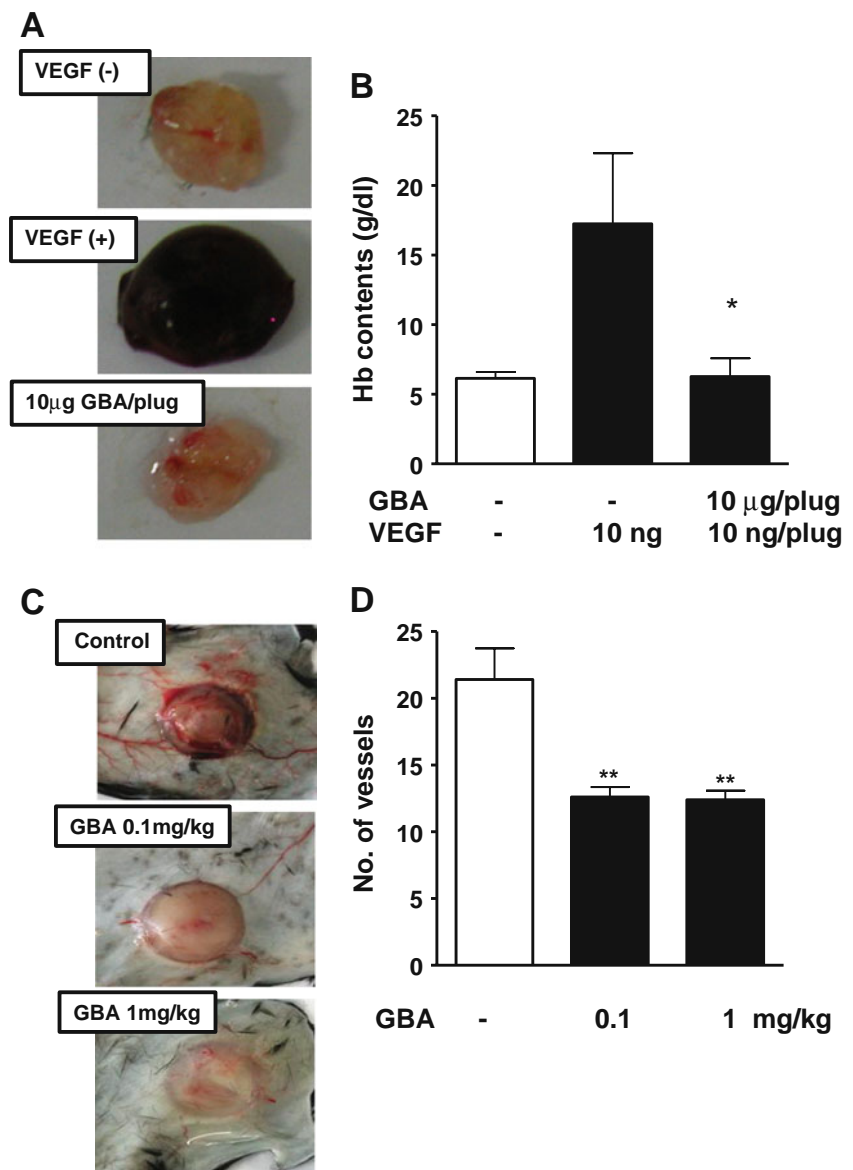 A
VEGF (-)
VEGF (+)
10μg GBA/plug
B
Hb contents (g/dl)
25
20
15
10
5
0
*
GBA - - 10 μg/plug
VEGF - 10 ng 10 ng/plug
C
Control
GBA 0.1mg/kg
GBA 1mg/kg
D
No. of vessels
25
20
15
10
5
0
** **
GBA - 0.1 1 mg/kg